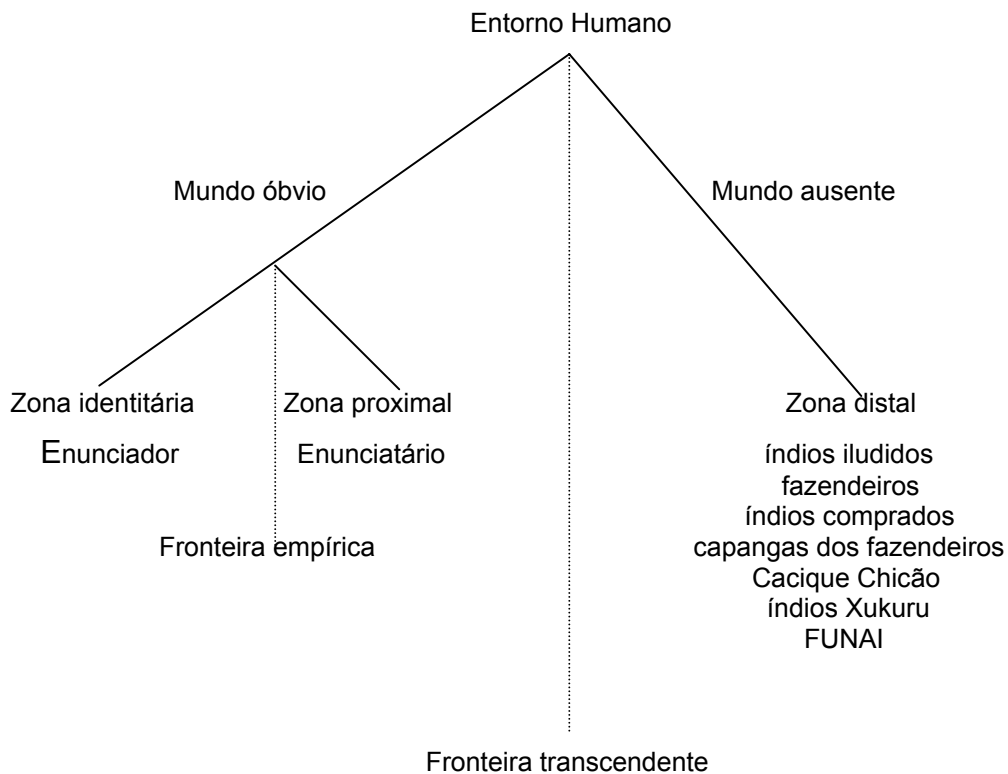 Entorno Humano
Mundo óbvio
Mundo ausente
Zona identitária
Zona proximal
Zona distal
Enunciador
Enunciatário
índios iludidos
fazendeiros
índios comprados
capangas dos fazendeiros
Cacique Chicão
índios Xukuru
FUNAI
Fronteira empírica
Fronteira transcendente